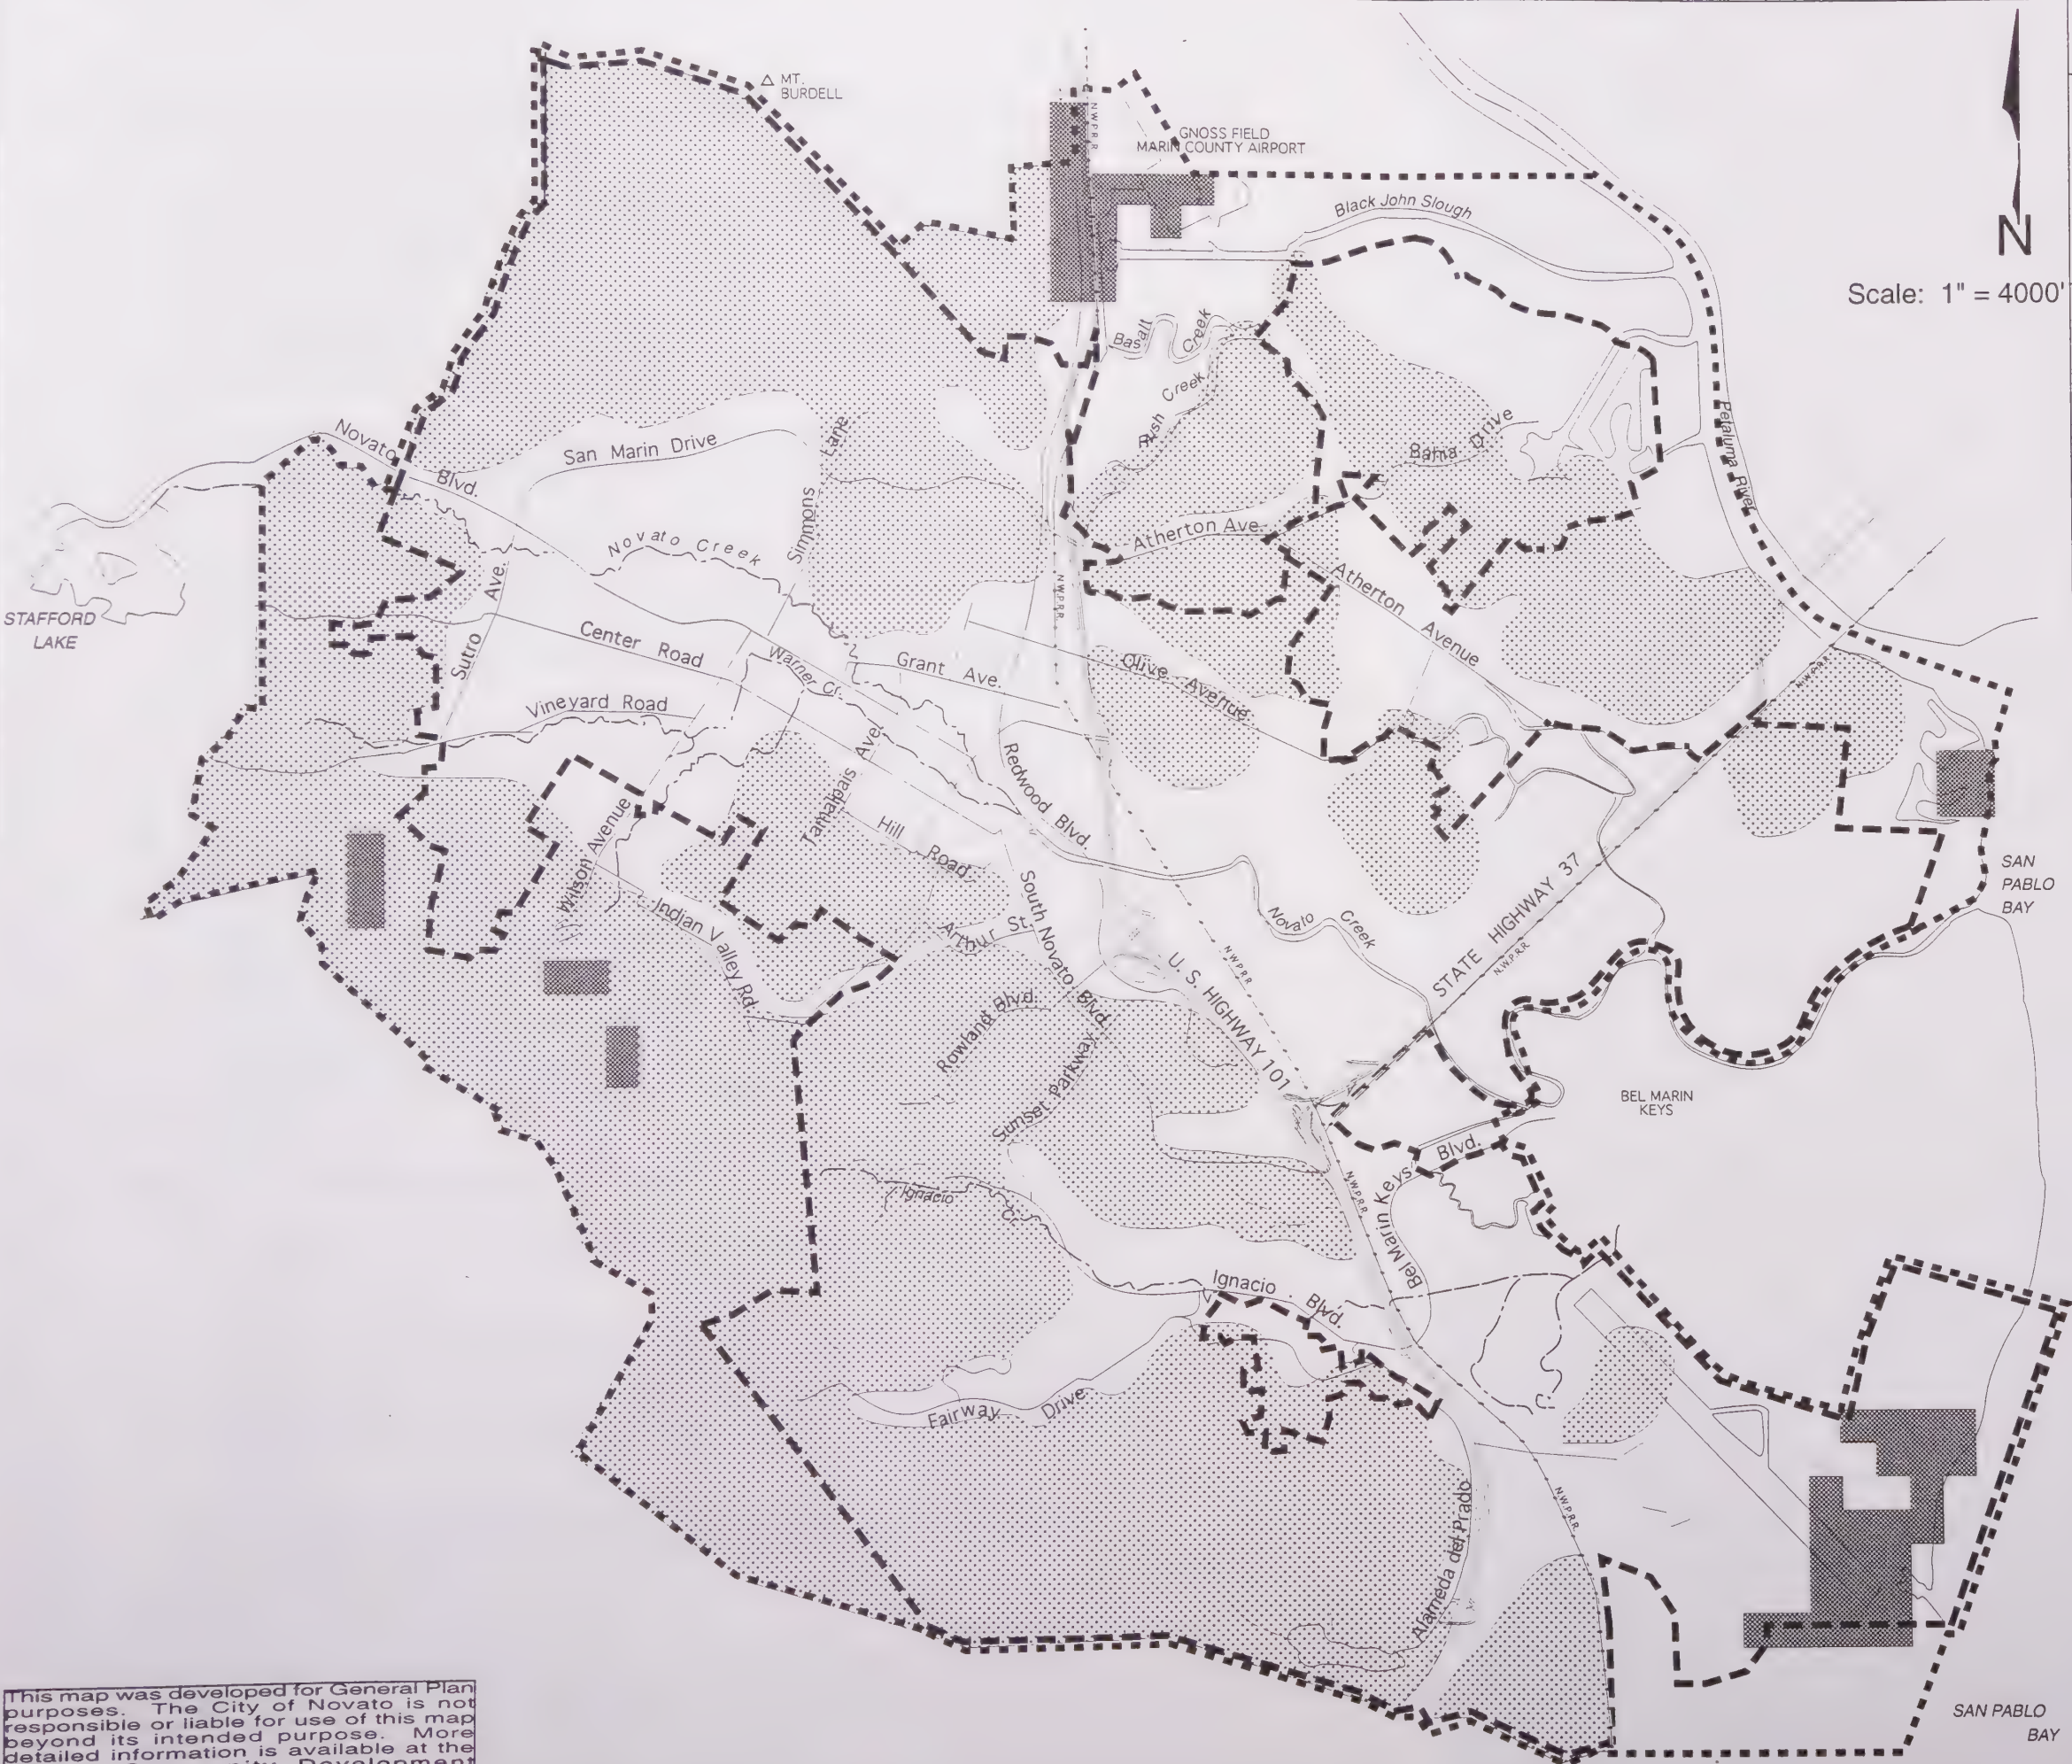 MT.
BURDELL
N.W.P.R.R
GNOSS FIELD
MARIN COUNTY AIRPORT
Black John Slough
N
Scale: 1" = 4000'
Basalt Creek
Rush Creek
Novato Blvd.
San Marin Drive
Simmons Lane
Bahia Drive
Petaluma River
Atherton Ave.
Novato Creek
N.W.P.R.R
Atherton Avenue
STAFFORD
LAKE
Sutro Ave.
Center Road
Warner Cr.
Grant Ave.
Olive Avenue
N.W.P.R.R
Vineyard Road
Redwood Blvd.
Tamalpais Ave.
Wilson Avenue
Hill Road
SAN
PABLO
BAY
STATE HIGHWAY 37
N.W.P.R.R
Indian Valley Rd.
Arthur St.
South Novato Blvd.
Novato Creek
N.W.P.R.R
U. S. HIGHWAY 101
Rowland Blvd.
Sunset Parkway
BEL MARIN
KEYS
Bel Marin Keys Blvd.
N.W.P.R.R
Ignacio Cr.
Ignacio Blvd.
Fairway Drive
Alameda del Prado
N.W.P.R.R
SAN PABLO
BAY
This map was developed for General Plan
purposes. The City of Novato is not
responsible or liable for use of this map
beyond its intended purpose. More
detailed information is available at the